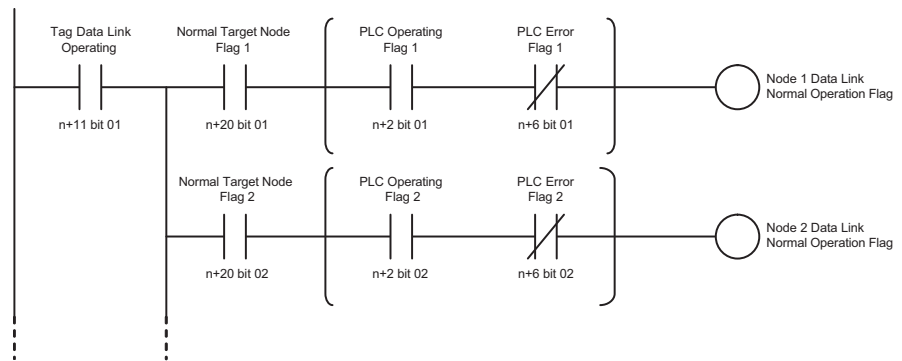 Tag Data Link
Operating
Normal Target Node
Flag 1
PLC Operating
Flag 1
PLC Error
Flag 1
Node 1 Data Link
Normal Operation Flag
n+11 bit 01
n+20 bit 01
n+2 bit 01
n+6 bit 01
Normal Target Node
Flag 2
PLC Operating
Flag 2
PLC Error
Flag 2
Node 2 Data Link
Normal Operation Flag
n+20 bit 02
n+2 bit 02
n+6 bit 02